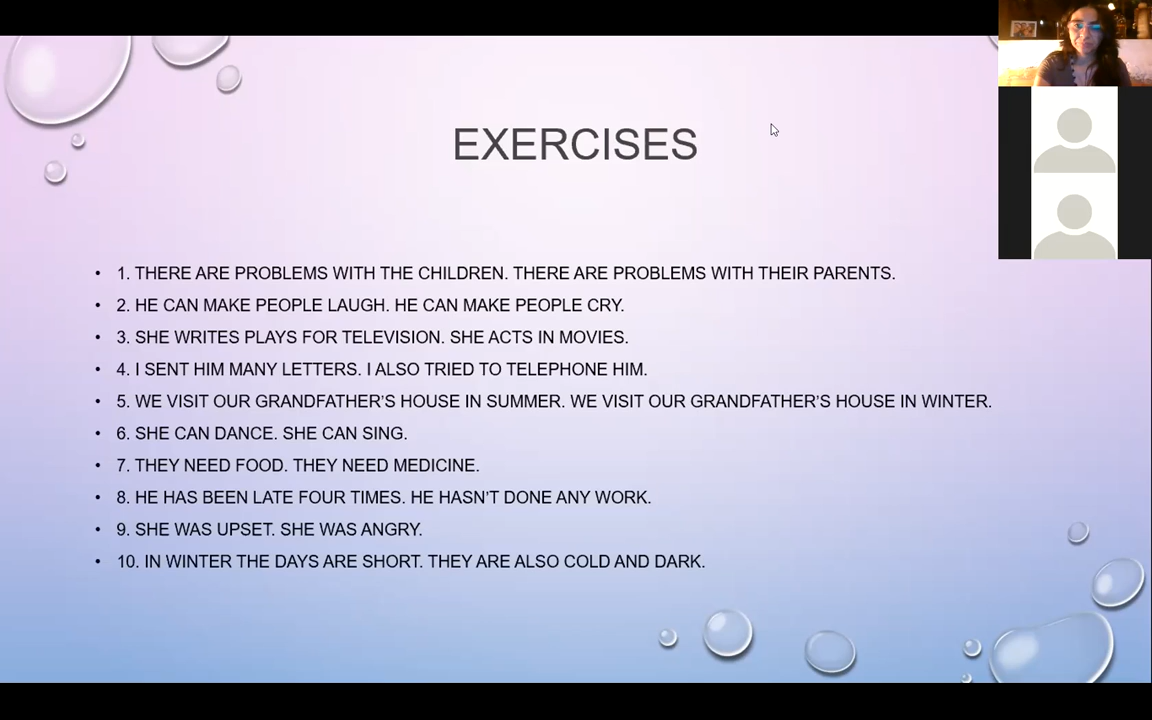 EXERCISES
• 1. THERE ARE PROBLEMS WITH THE CHILDREN. THERE ARE PROBLEMS WITH THEIR PARENTS.
• 2. HE CAN MAKE PEOPLE LAUGH. HE CAN MAKE PEOPLE CRY.
• 3. SHE WRITES PLAYS FOR TELEVISION. SHE ACTS IN MOVIES.
• 4. I SENT HIM MANY LETTERS. I ALSO TRIED TO TELEPHONE HIM.
• 5. WE VISIT OUR GRANDFATHER’S HOUSE IN SUMMER. WE VISIT OUR GRANDFATHER’S HOUSE IN WINTER.
• 6. SHE CAN DANCE. SHE CAN SING.
• 7. THEY NEED FOOD. THEY NEED MEDICINE.
• 8. HE HAS BEEN LATE FOUR TIMES. HE HASN’T DONE ANY WORK.
• 9. SHE WAS UPSET. SHE WAS ANGRY.
• 10. IN WINTER THE DAYS ARE SHORT. THEY ARE ALSO COLD AND DARK.